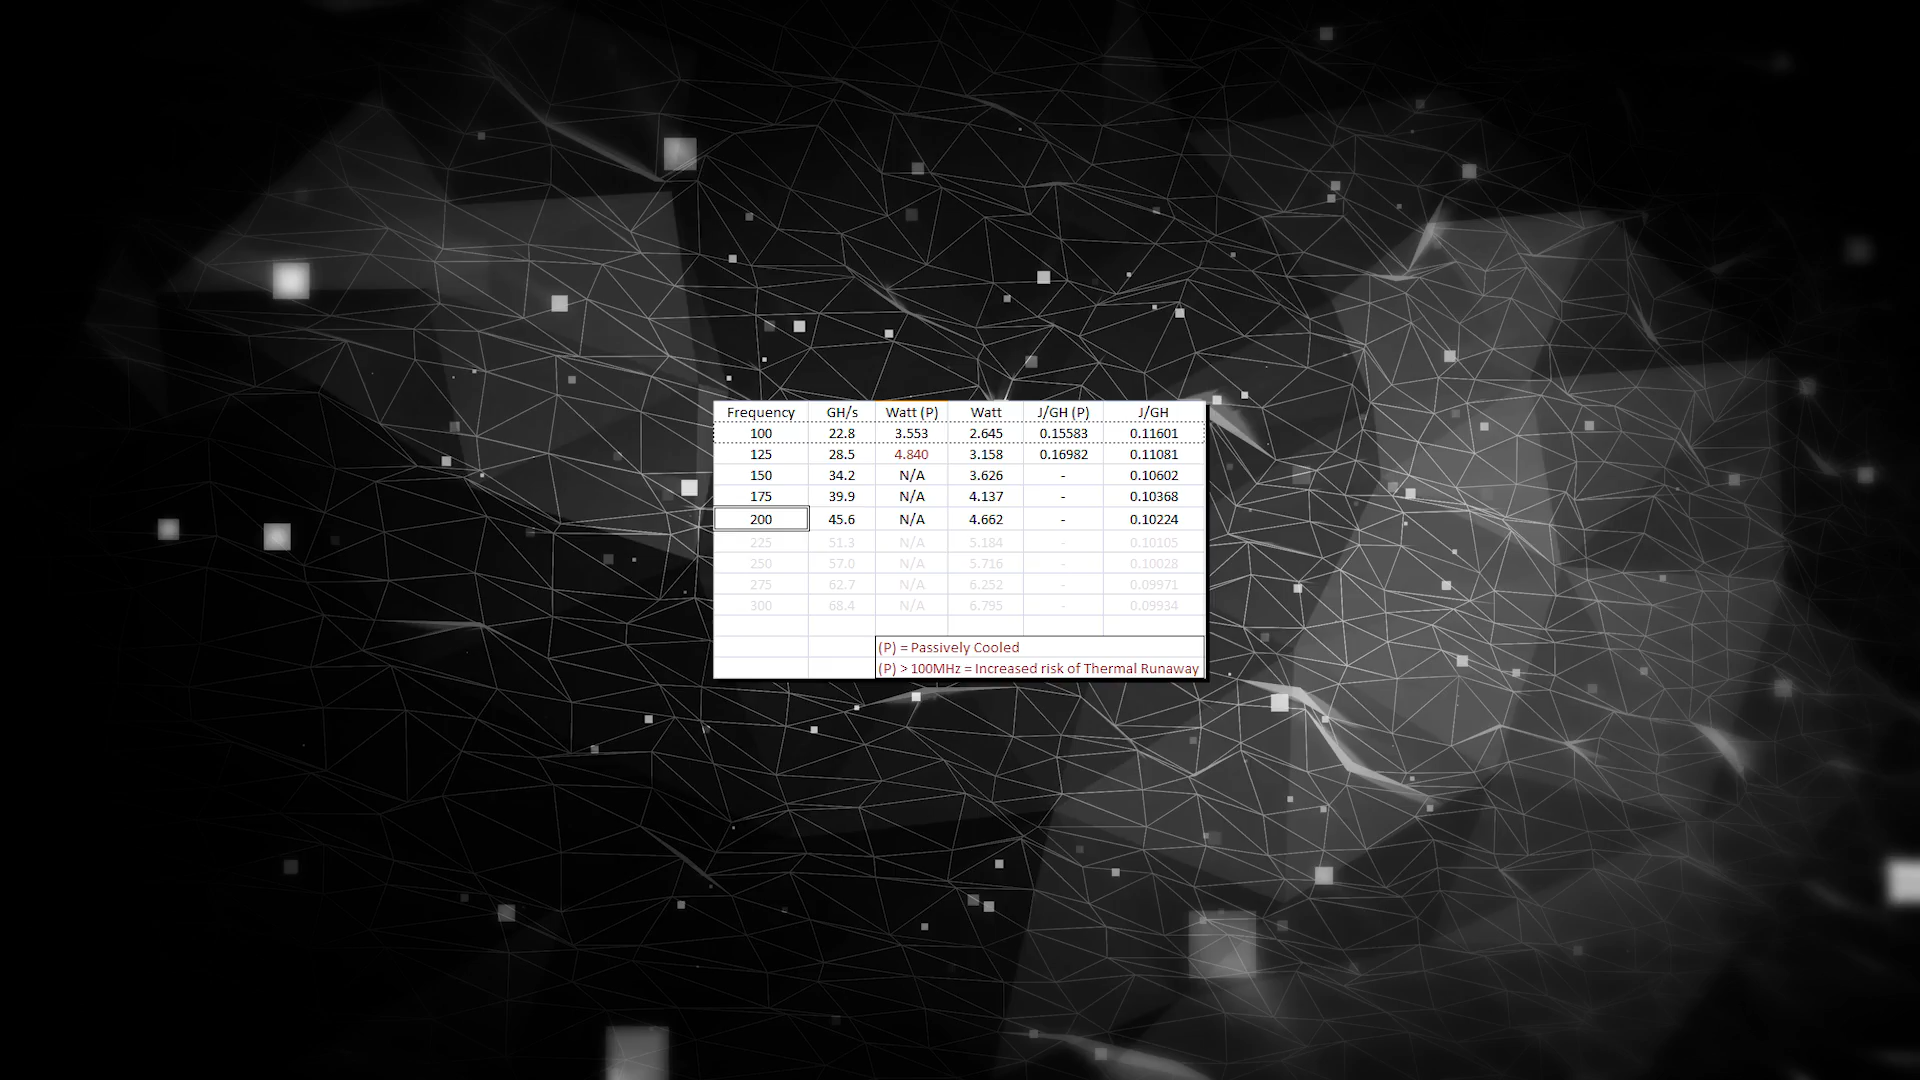 Frequency GH/s Watt (P) Watt J/GH (P) J/GH
100 22.8 3.553 2.645 0.15583 0.11601
125 28.5 4.840 3.158 0.16982 0.11081
150 34.2 N/A 3.626 - 0.10602
175 39.9 N/A 4.137 - 0.10368
200 45.6 N/A 4.662 - 0.10224
225 51.3 N/A 5.184 - 0.10105
250 57.0 N/A 5.716 - 0.10028
275 62.7 N/A 6.252 - 0.09971
300 68.4 N/A 6.795 - 0.09934
(P) = Passively Cooled
(P) > 100MHz = Increased risk of Thermal Runaway